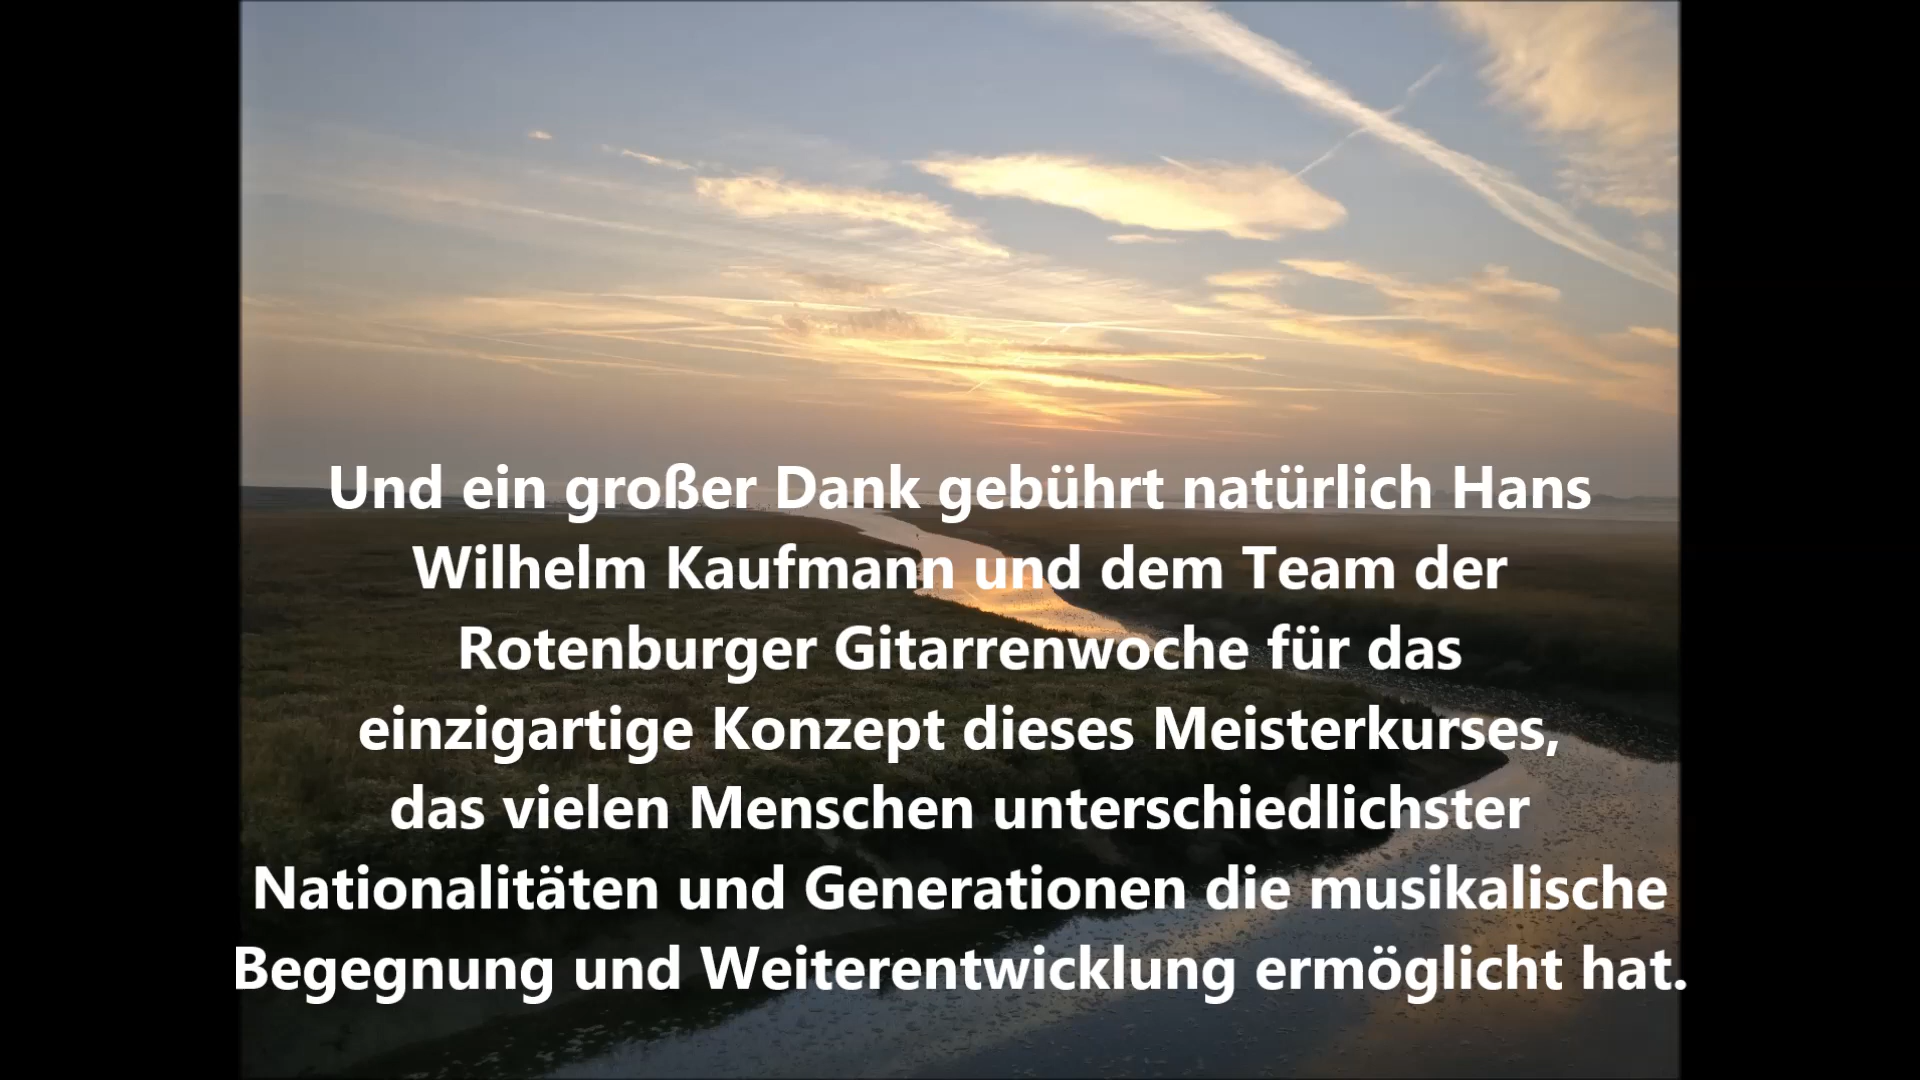 Und ein großer Dank gebührt natürlich Hans
Wilhelm Kaufmann und dem Team der
Rotenburger Gitarrenwoche für das
einzigartige Konzept dieses Meisterkurses,
das vielen Menschen unterschiedlichster
Nationalitäten und Generationen die musikalische
Begegnung und Weiterentwicklung ermöglicht hat.